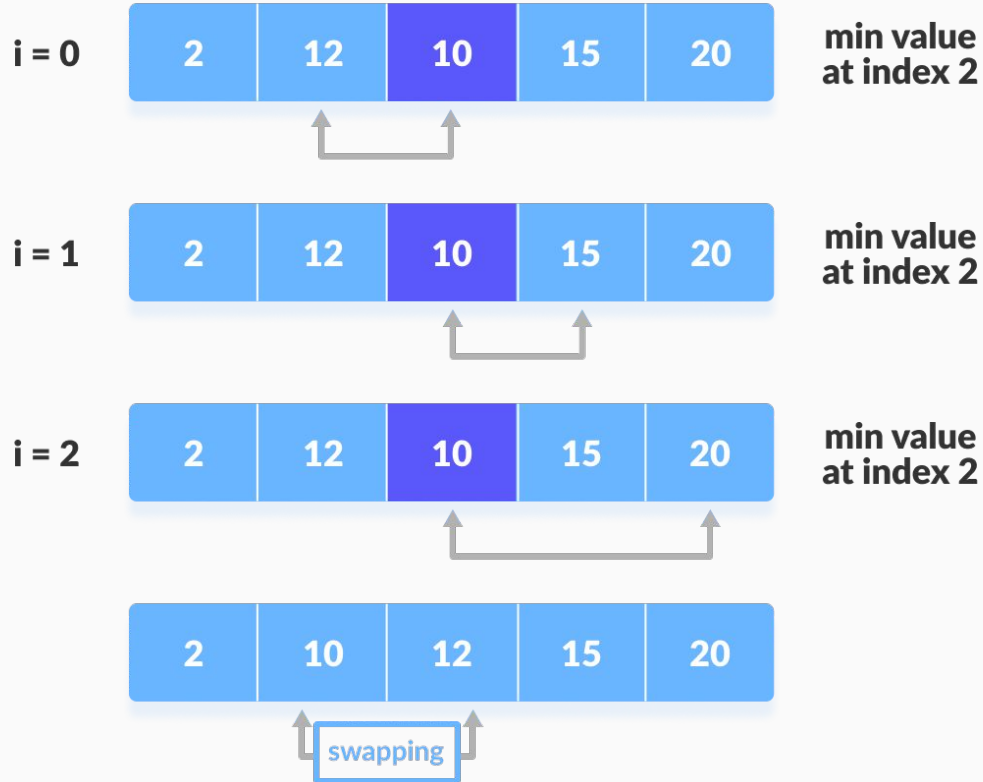 i = 0
2 12 10 15 20
min value
at index 2
i = 1
2 12 10 15 20
min value
at index 2
i = 2
2 12 10 15 20
min value
at index 2
2 10 12 15 20
swapping